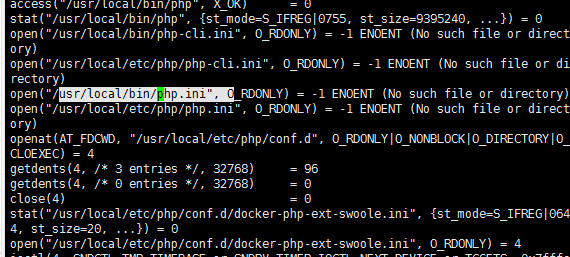 access("/usr/local/bin/php", X_OK)      = 0
stat("/usr/local/bin/php", {st_mode=S_IFREG|0755, st_size=9395240, ...}) = 0
open("/usr/local/bin/php-cli.ini", O_RDONLY) = -1 ENOENT (No such file or direct
ory)
open("/usr/local/etc/php/php-cli.ini", O_RDONLY) = -1 ENOENT (No such file or di
rectory)
open("/usr/local/bin/php.ini", O_RDONLY) = -1 ENOENT (No such file or directory)
open("/usr/local/etc/php/php.ini", O_RDONLY) = -1 ENOENT (No such file or direct
ory)
openat(AT_FDCWD, "/usr/local/etc/php/conf.d", O_RDONLY|O_NONBLOCK|O_DIRECTORY|O_
CLOEXEC) = 4
getdents(4, /* 3 entries */, 32768)     = 96
getdents(4, /* 0 entries */, 32768)     = 0
close(4)                                = 0
stat("/usr/local/etc/php/conf.d/docker-php-ext-swoole.ini", {st_mode=S_IFREG|064
4, st_size=20, ...}) = 0
open("/usr/local/etc/php/conf.d/docker-php-ext-swoole.ini", O_RDONLY) = 4